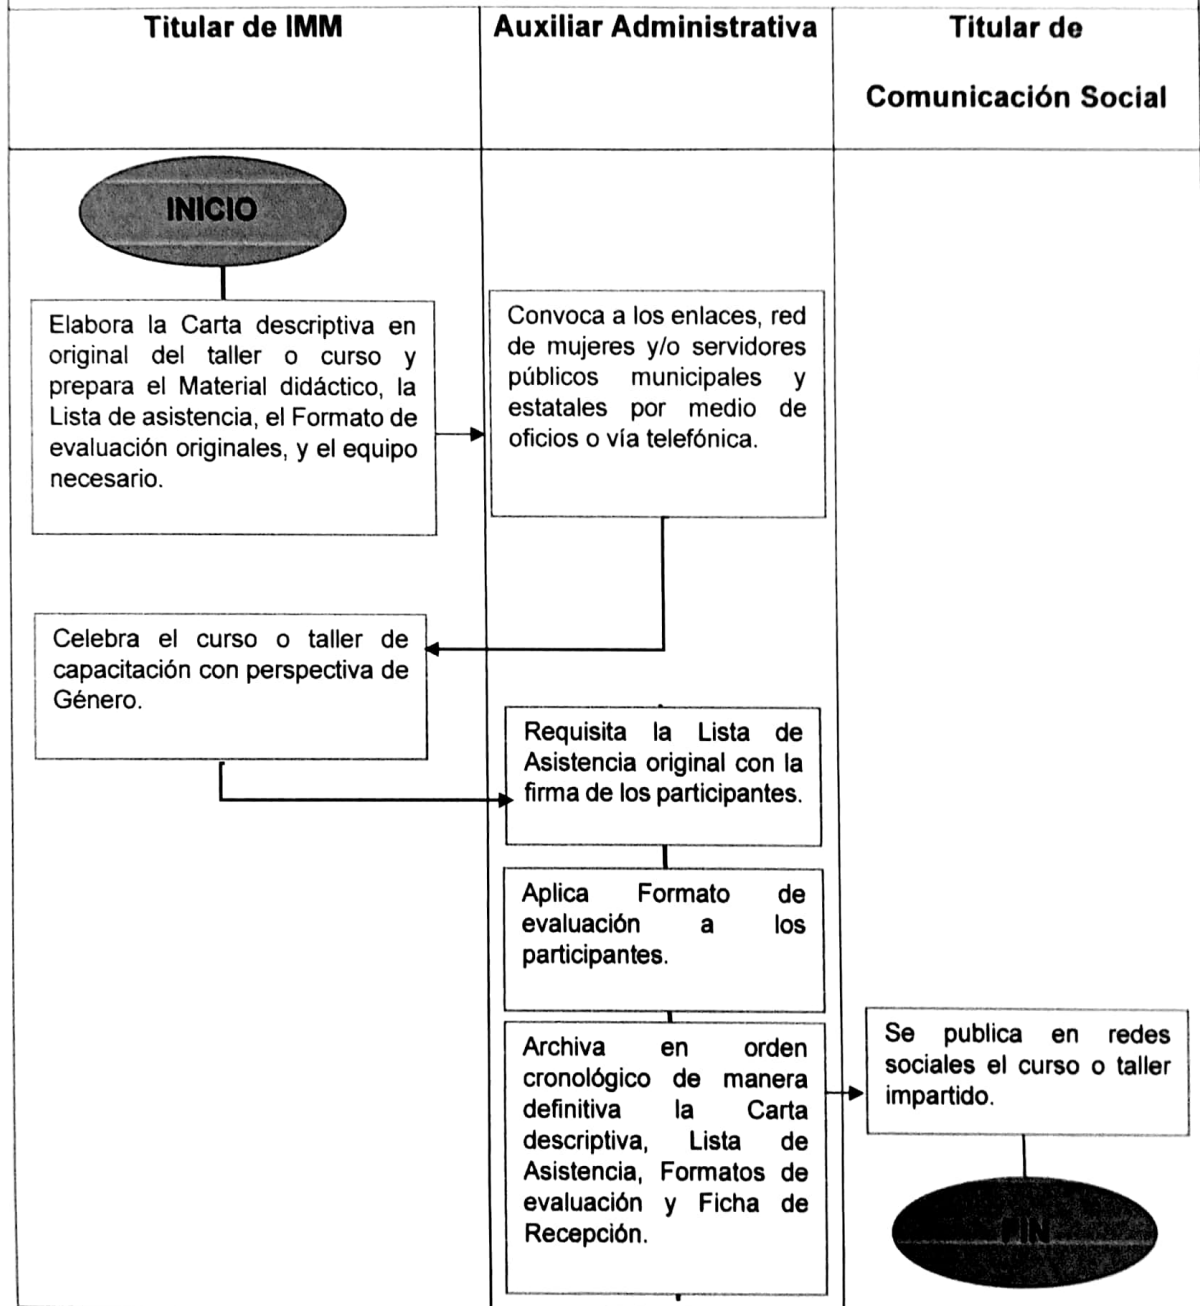 Titular de IMM
Auxiliar Administrativa
Titular de
Comunicación Social
INICIO
Elabora la Carta descriptiva en
original del taller o curso y
prepara el Material didáctico, la
Lista de asistencia, el Formato de
evaluación originales, y el equipo
necesario.
Convoca a los enlaces, red
de mujeres y/o servidores
públicos municipales y
estatales por medio de
oficios o vía telefónica.
Celebra el curso o taller de
capacitación con perspectiva de
Género.
Requisita la Lista de
Asistencia original con la
firma de los participantes.
Aplica Formato de
evaluación a los
participantes.
Archiva en orden
cronológico de manera
definitiva la Carta
descriptiva, Lista de
Asistencia, Formatos de
evaluación y Ficha de
Recepción.
Se publica en redes
sociales el curso o taller
impartido.
FIN